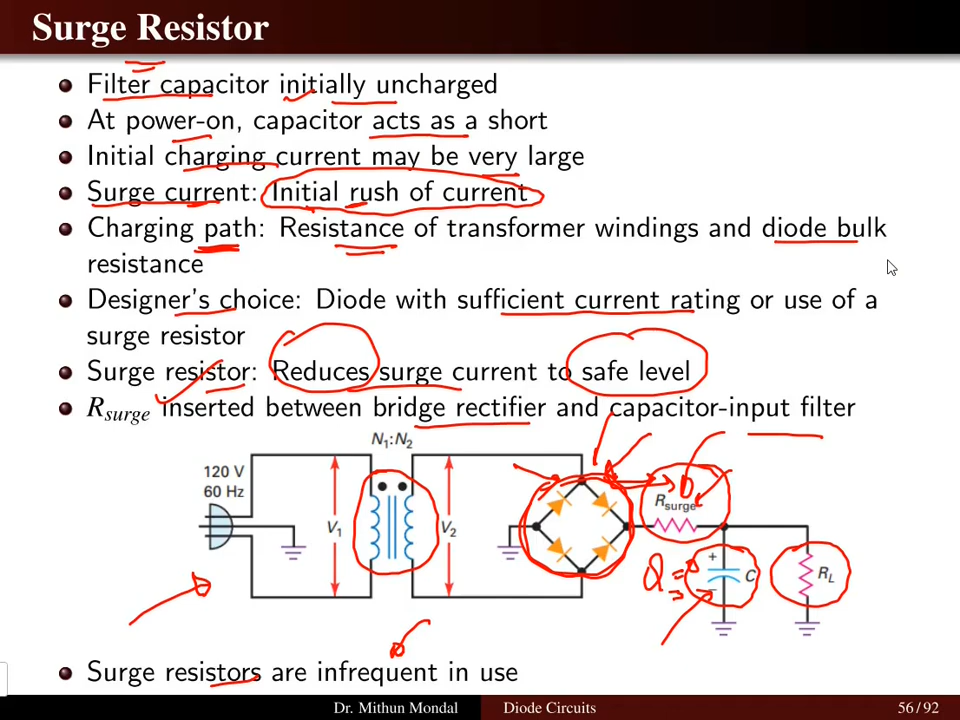 Surge Resistor
Filter capacitor initially uncharged
At power-on, capacitor acts as a short
Initial charging current may be very large
Surge current: Initial rush of current
Charging path: Resistance of transformer windings and diode bulk
resistance
Designer's choice: Diode with sufficient current rating or use of a
surge resistor
Surge resistor: Reduces surge current to safe level
Rsurge inserted between bridge rectifier and capacitor-input filter
N1:N2
120 V
60 Hz
V1
V2
Rsurge
+
−
C
RL
Q=0
Surge resistors are infrequent in use
Dr. Mithun Mondal Diode Circuits 56/92